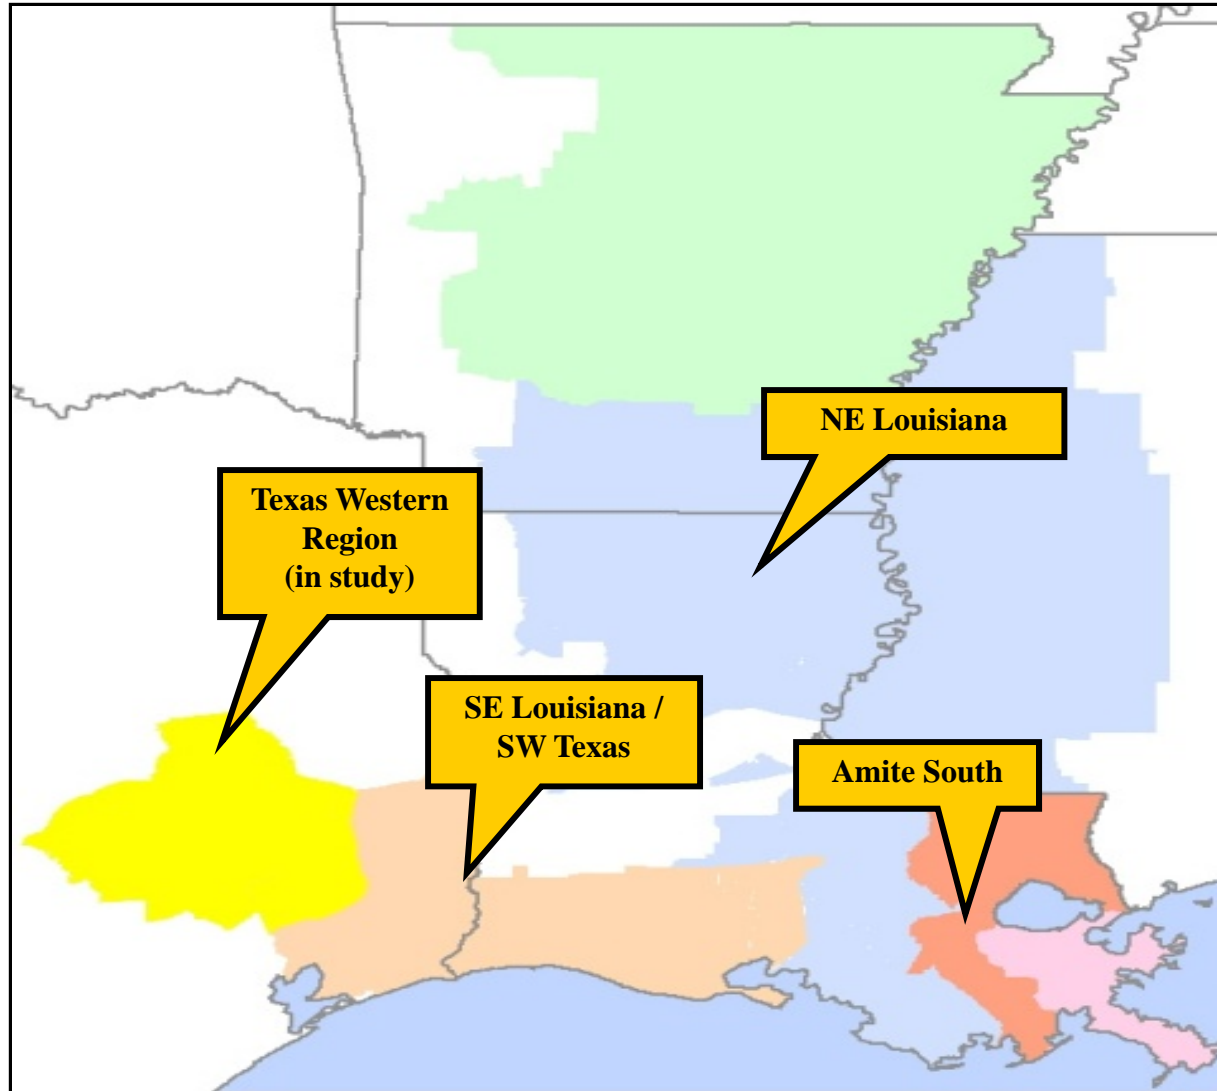 NE Louisiana
Texas Western
Region
(in study)
SE Louisiana /
SW Texas
Amite South